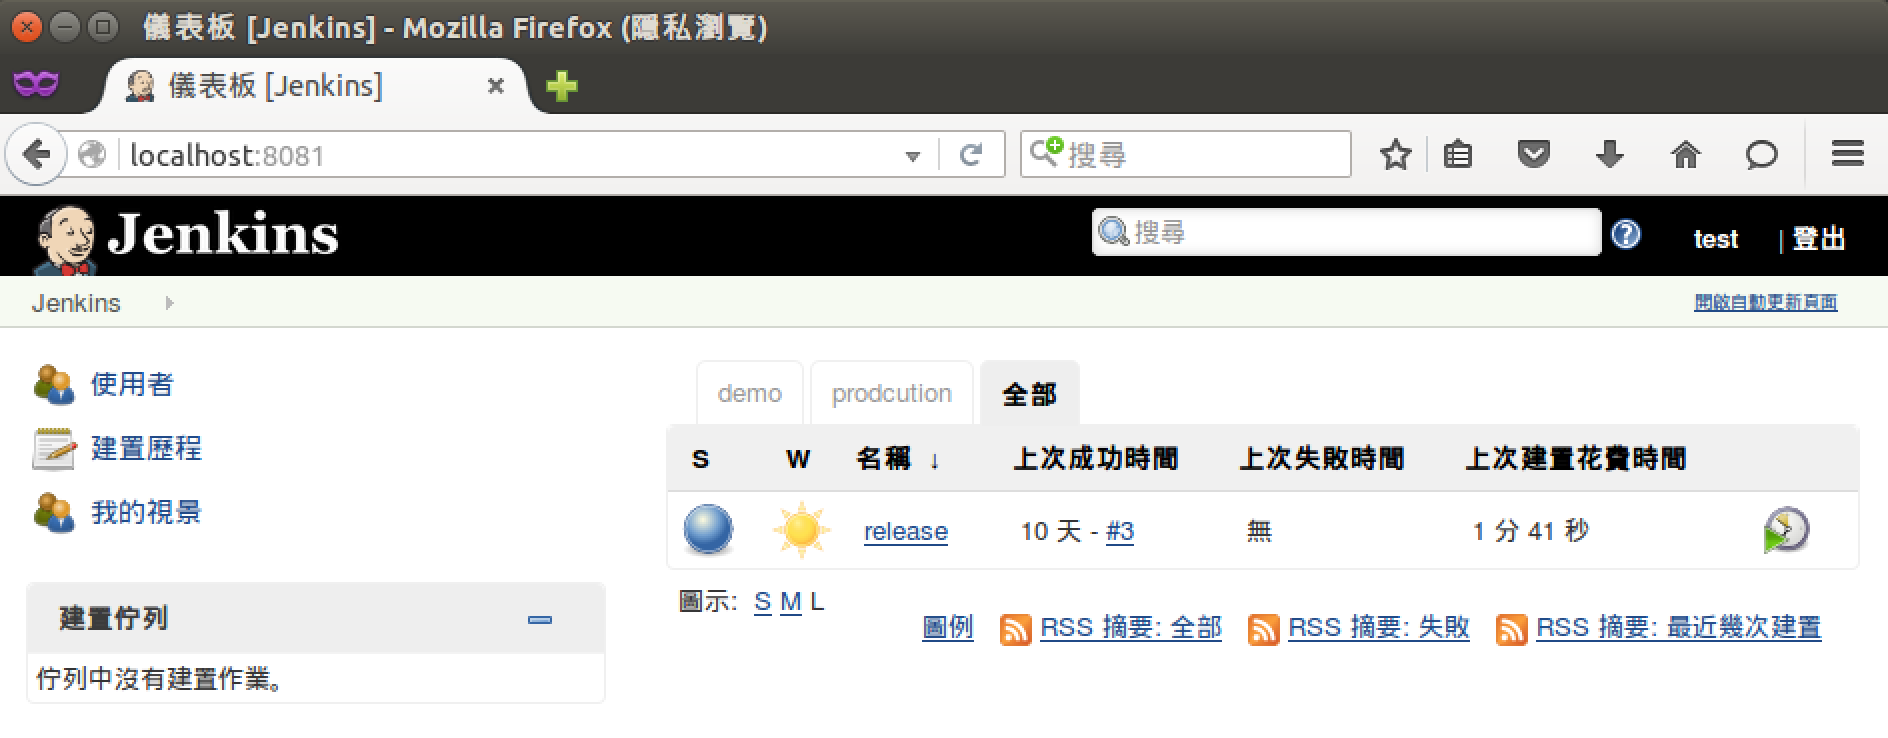 儀表板 [Jenkins] - Mozilla Firefox (隱私瀏覽)
儀表板 [Jenkins]
localhost:8081
搜尋
Jenkins
搜尋
test | 登出
Jenkins
開啟自動更新頁面
使用者
建置歷程
我的視景
建置佇列
佇列中沒有建置作業。
demo prodcution 全部
S W 名稱 ↓ 上次成功時間 上次失敗時間 上次建置花費時間
release 10 天 - #3 無 1 分 41 秒
圖示: S M L
圖例 RSS 摘要: 全部 RSS 摘要: 失敗 RSS 摘要: 最近幾次建置